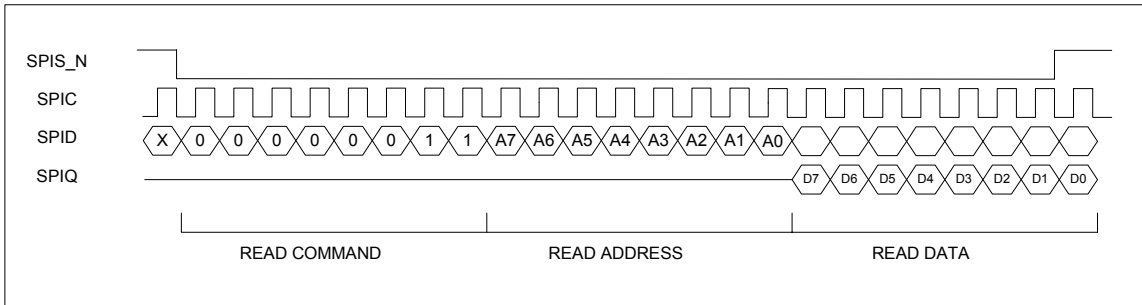 SPIS_N
SPIC
SPID X 0 0 0 0 0 0 1 1 A7 A6 A5 A4 A3 A2 A1 A0
SPIQ D7 D6 D5 D4 D3 D2 D1 D0
READ COMMAND READ ADDRESS READ DATA